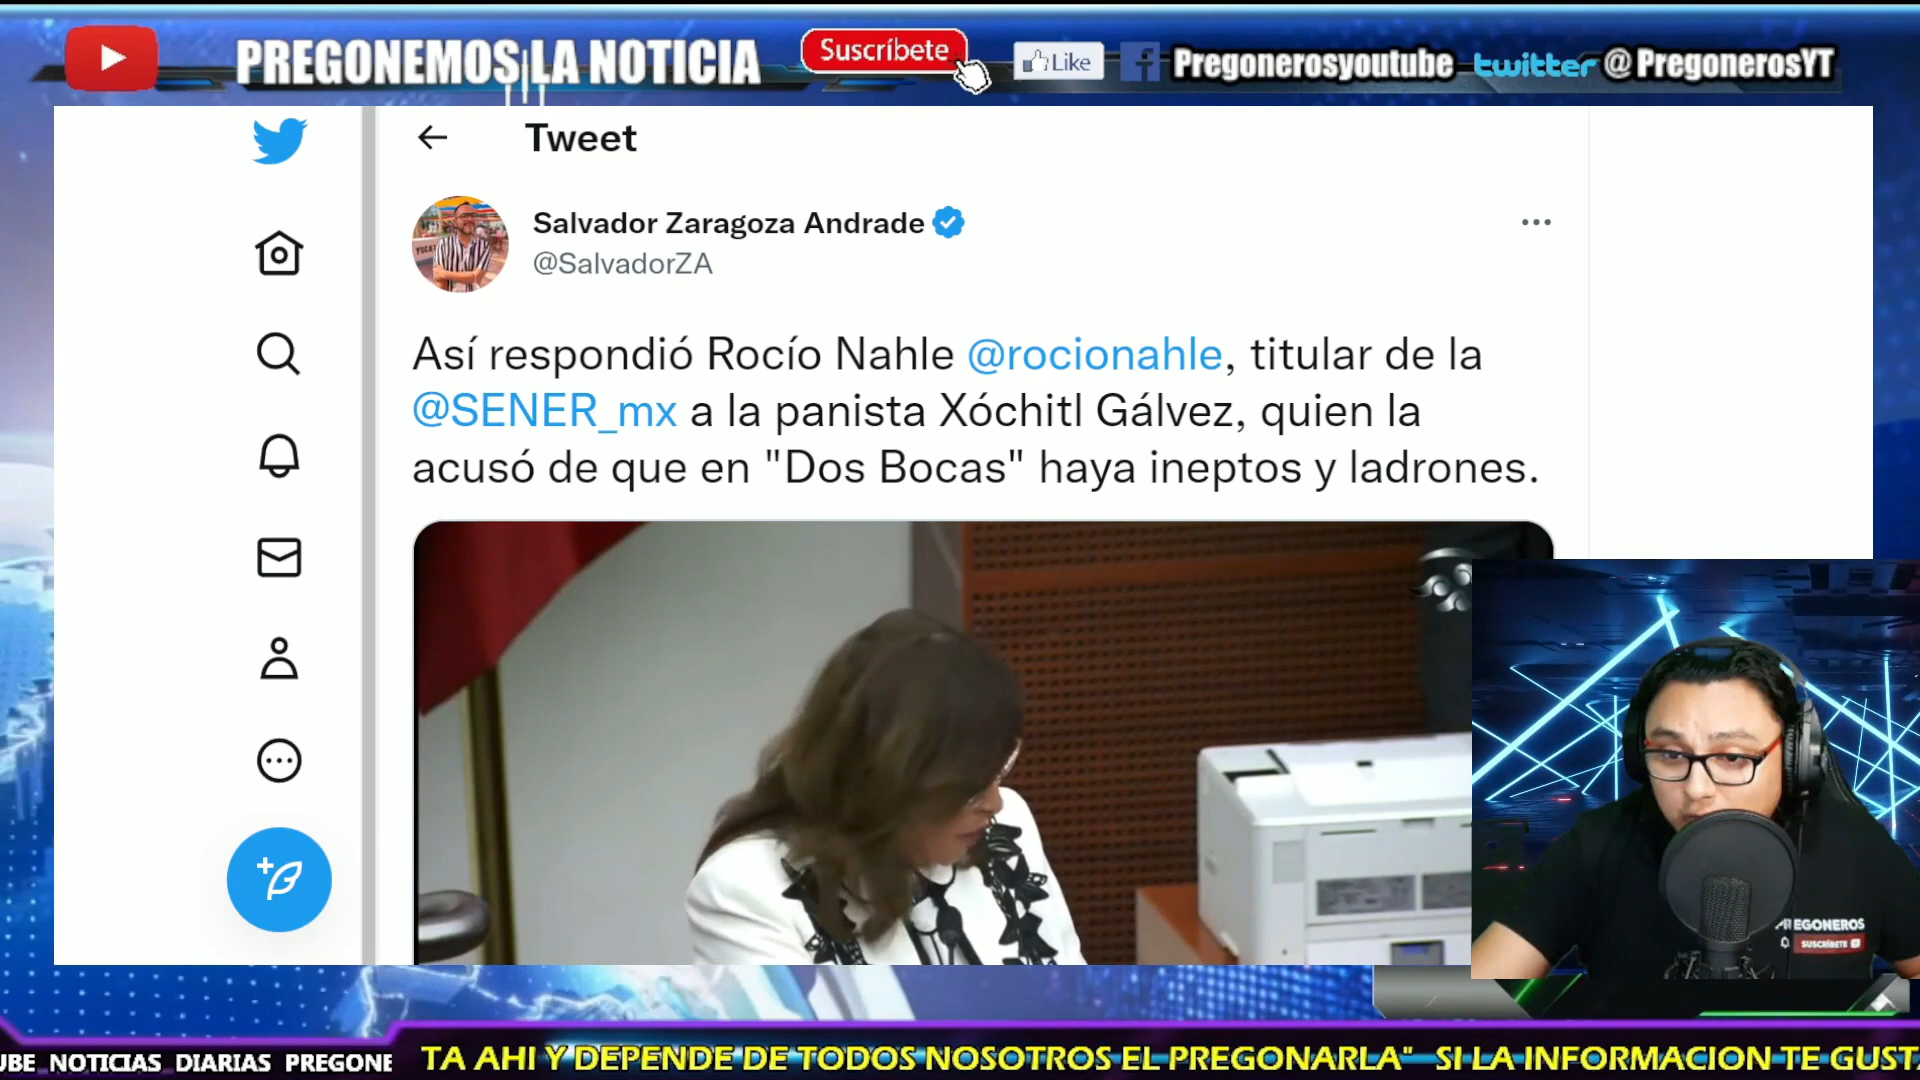 PREGONEMOS LA NOTICIA
Suscríbete
Like
Pregonerosyoutube
twitter @PregonerosYT
Tweet
Salvador Zaragoza Andrade
@SalvadorZA
Así respondió Rocío Nahle @rocionahle, titular de la
@SENER_mx a la panista Xóchitl Gálvez, quien la
acusó de que en "Dos Bocas" haya ineptos y ladrones.
EGONEROS
SUSCRÍBETE
UBE NOTICIAS DIARIAS PREGONE
TA AHI Y DEPENDE DE TODOS NOSOTROS EL PREGONARLA" SI LA INFORMACION TE GUST